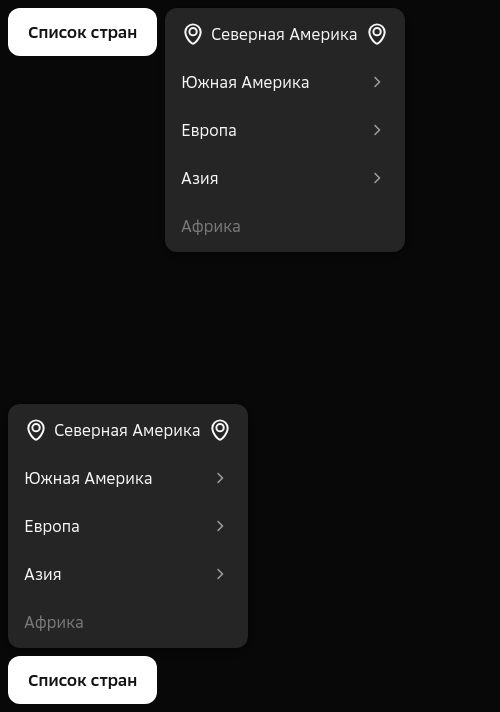 Список стран
Северная Америка
Южная Америка
Европа
Азия
Африка
Северная Америка
Южная Америка
Европа
Азия
Африка
Список стран